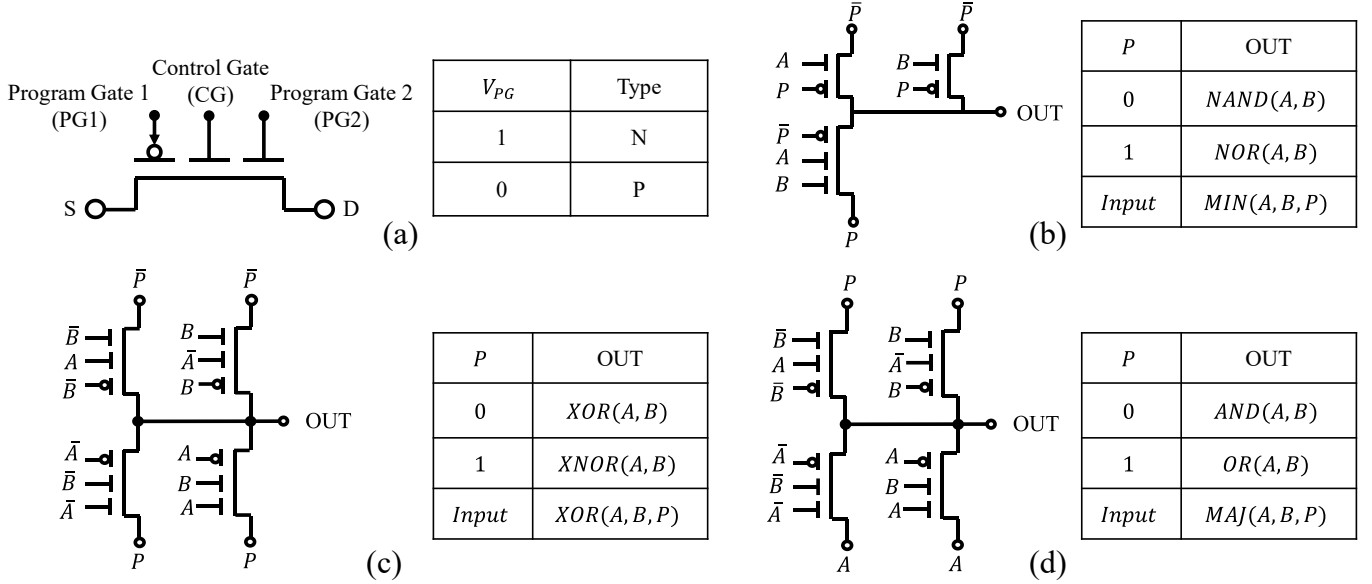 Control Gate
(CG)
Program Gate 1
(PG1)
Program Gate 2
(PG2)
S
D
V_{PG} Type
1 N
0 P
(a)
P̅ P̅
A
P
B
P
OUT
P̅
A
B
P
P OUT
0 NAND(A, B)
1 NOR(A, B)
Input MIN(A, B, P)
(b)
P̅ P̅
B̅ B
A A̅
B̅ B
OUT
A̅ A
B̅ B
A̅ A
P P
P OUT
0 XOR(A, B)
1 XNOR(A, B)
Input XOR(A, B, P)
(c)
P P
B̅ B
A A̅
B̅ B
OUT
A̅ A
B̅ B
A̅ A
A A
P OUT
0 AND(A, B)
1 OR(A, B)
Input MAJ(A, B, P)
(d)